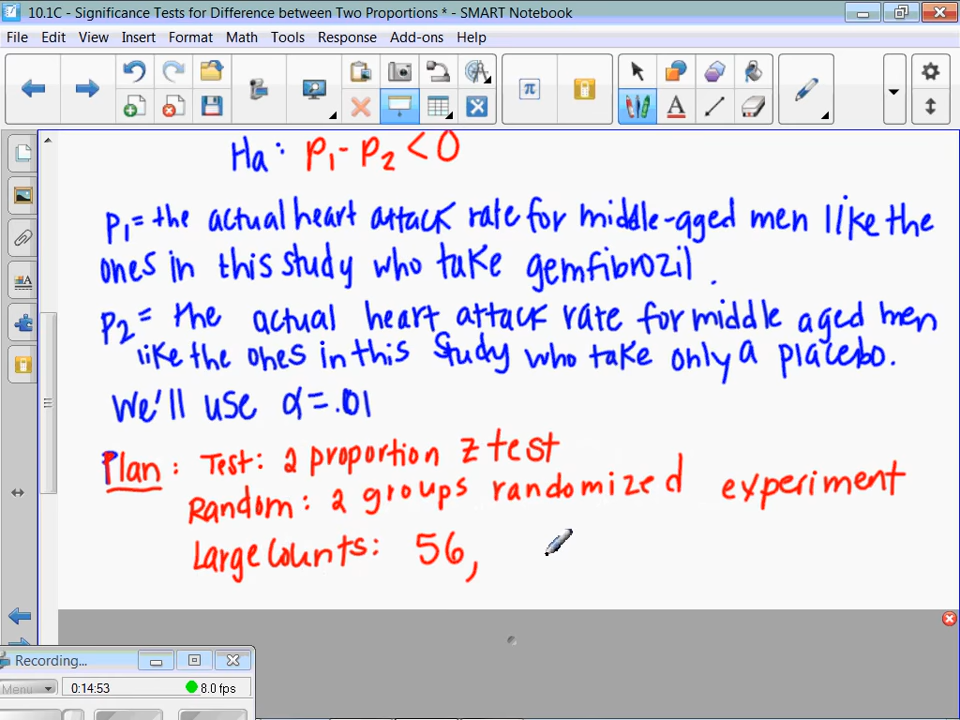 10.1C - Significance Tests for Difference between Two Proportions * - SMART Notebook
File Edit View Insert Format Math Tools Response Add-ons Help
Ha: p₁-p₂<0
p₁= the actual heart attack rate for middle-aged men like the
ones in this study who take gemfibrozil.
p₂= the actual heart attack rate for middle aged men
like the ones in this study who take only a placebo.
We'll use α=.01
Plan: Test: 2 proportion z test
Random: 2 groups randomized experiment
Large Counts: 56,
Recording...
Menu 0:14:53 8.0 fps